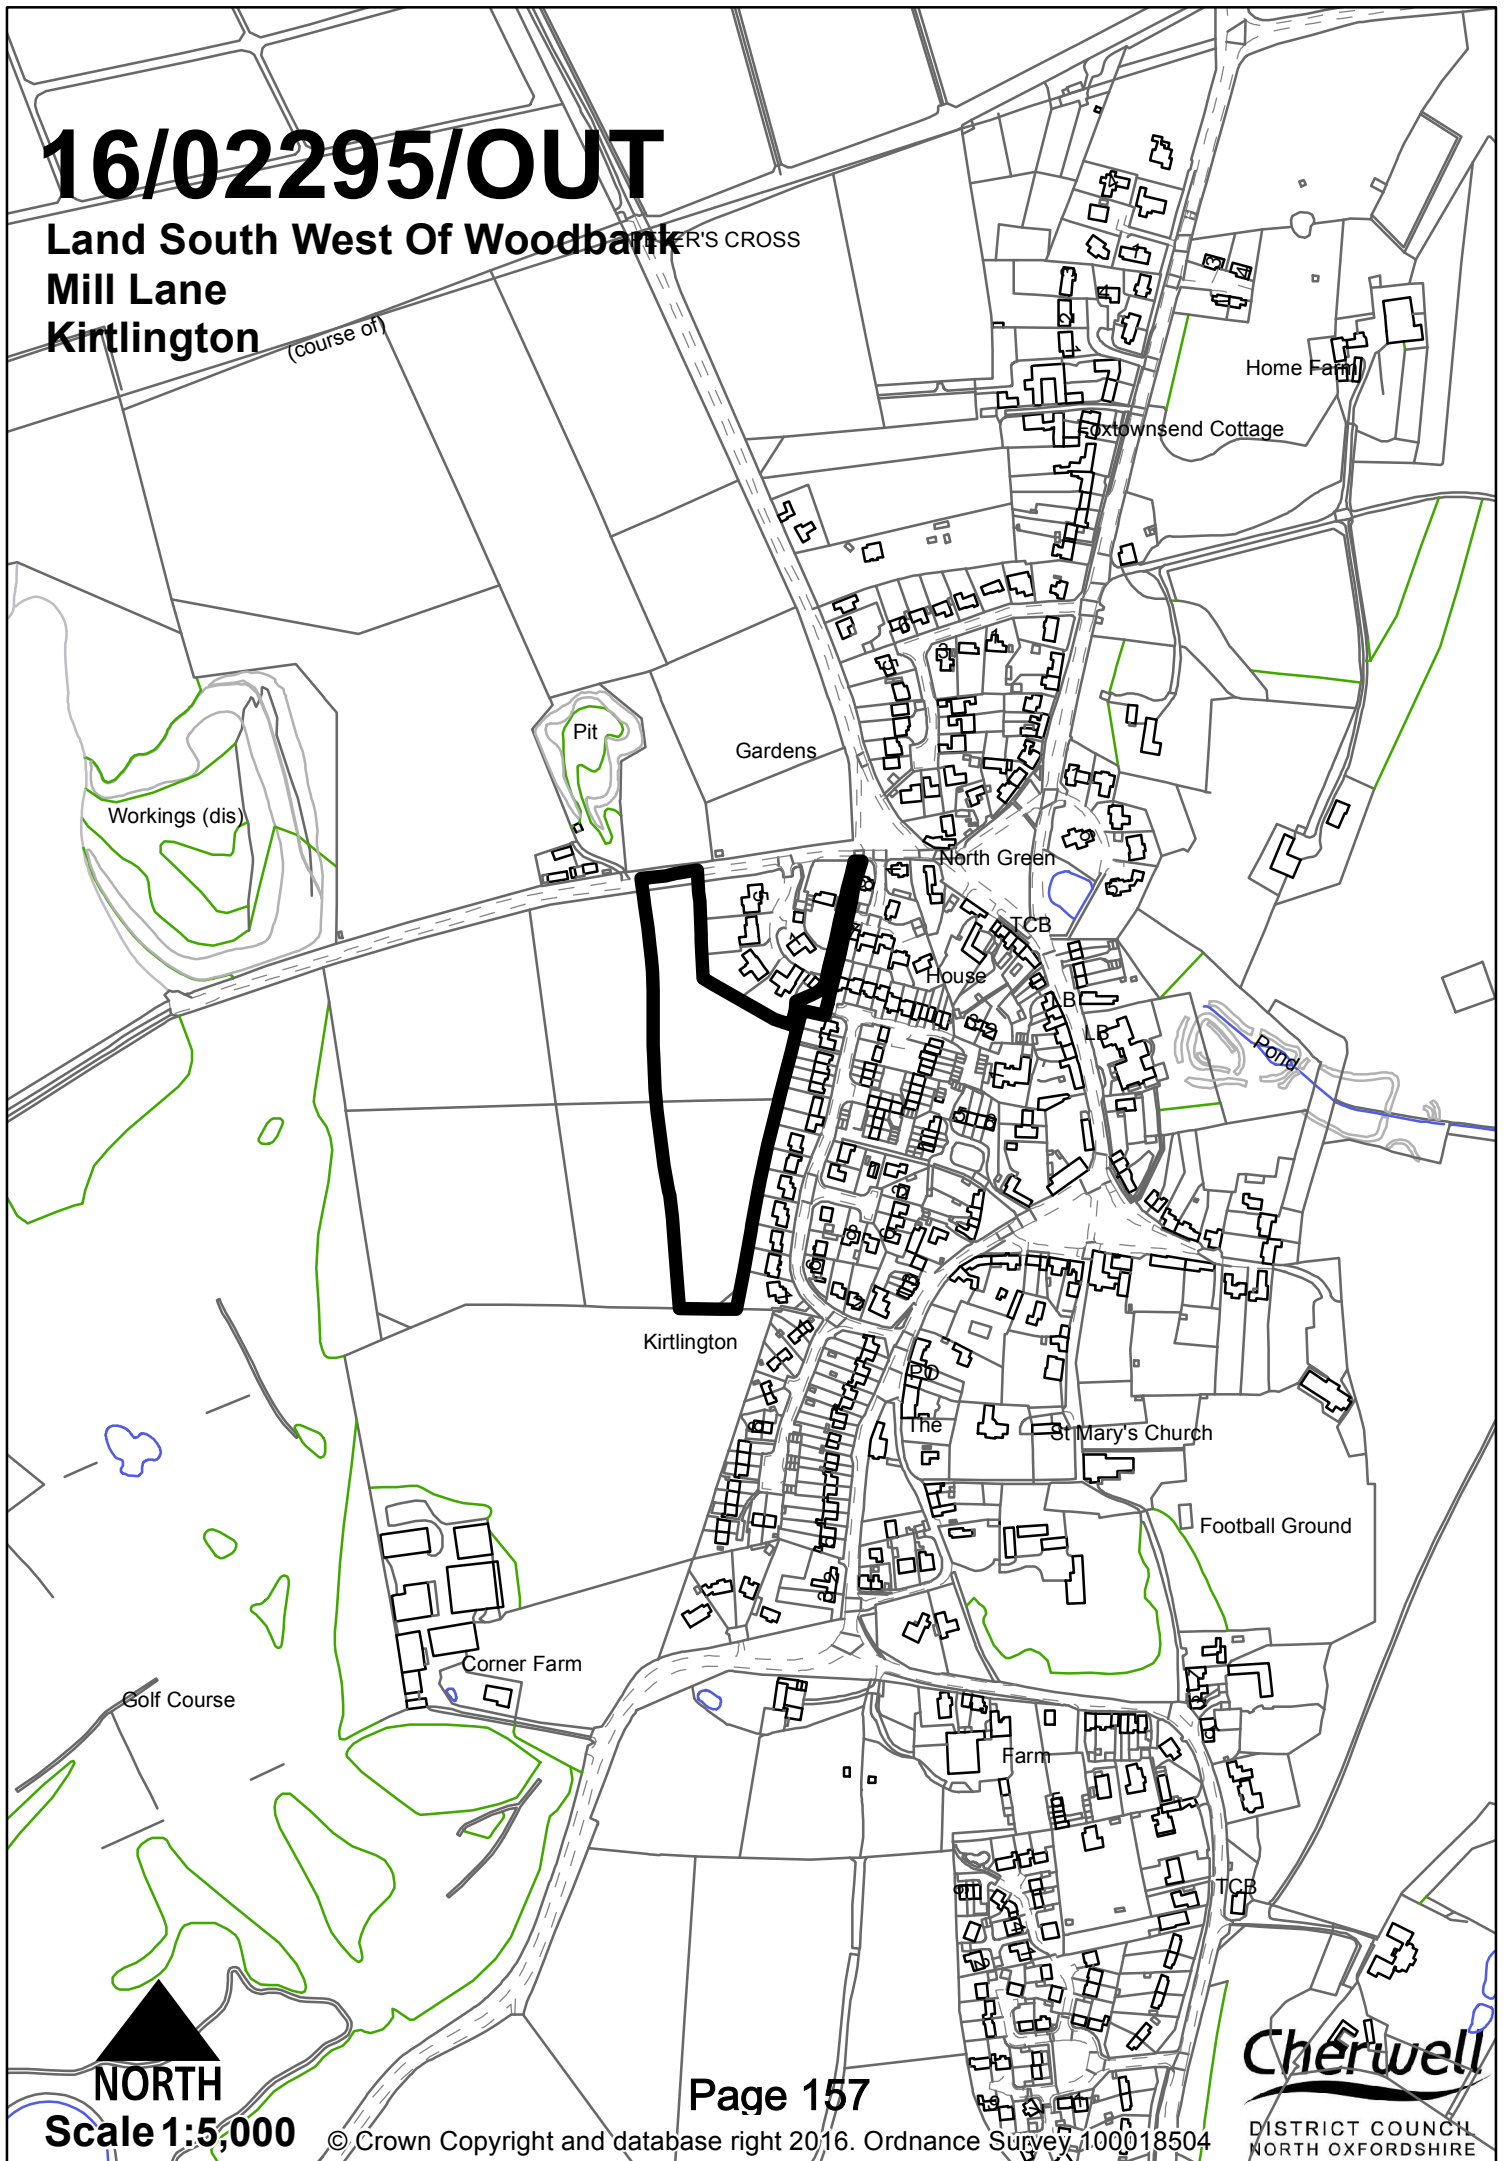 16/02295/OUT
Land South West Of Woodbank
PETER'S CROSS
Mill Lane
Kirtlington
(course of)
Home Farm
Foxtownsend Cottage
Pit
Gardens
Workings (dis)
North Green
TCB
House
LB
LB
Pond
Kirtlington
PO
The
St Mary's Church
Football Ground
Corner Farm
Golf Course
Farm
TCB
NORTH
Scale 1:5,000
Page 157
© Crown Copyright and database right 2016. Ordnance Survey 100018504
Cherwell
DISTRICT COUNCIL
NORTH OXFORDSHIRE